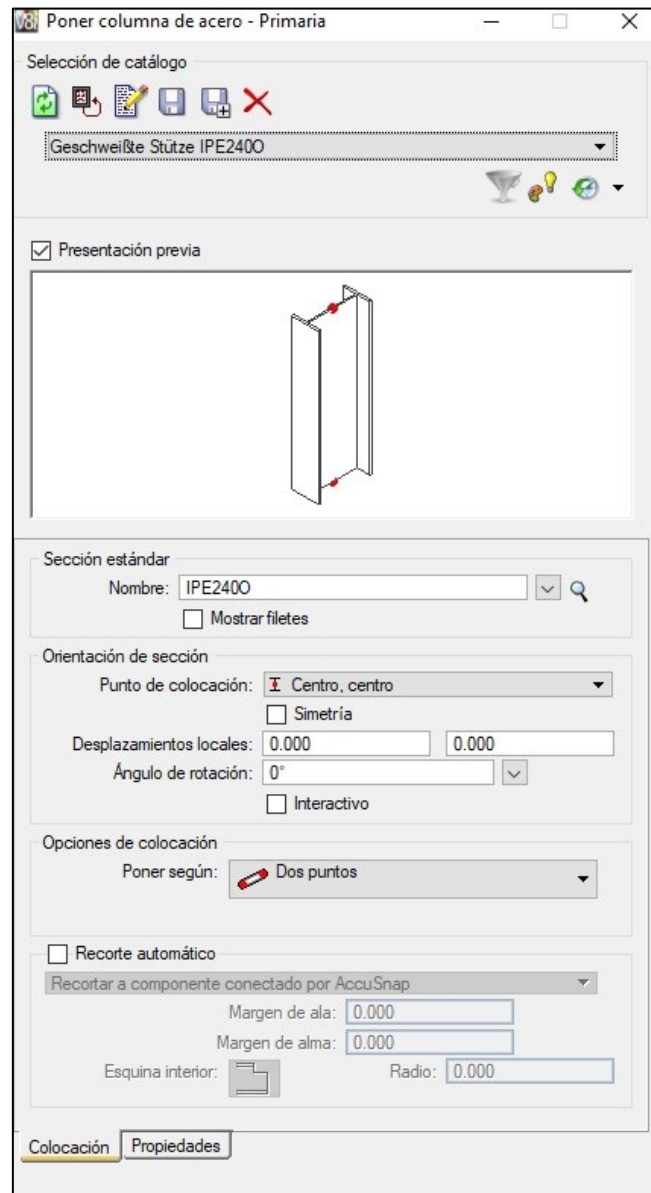 V8i Poner columna de acero - Primaria
Selección de catálogo
Geschweißte Stütze IPE240O
Presentación previa
Sección estándar
Nombre: IPE240O
Mostrar filetes
Orientación de sección
Punto de colocación: Centro, centro
Simetría
Desplazamientos locales: 0.000 0.000
Ángulo de rotación: 0°
Interactivo
Opciones de colocación
Poner según: Dos puntos
Recorte automático
Recortar a componente conectado por AccuSnap
Margen de ala: 0.000
Margen de alma: 0.000
Esquina interior: Radio: 0.000
Colocación Propiedades